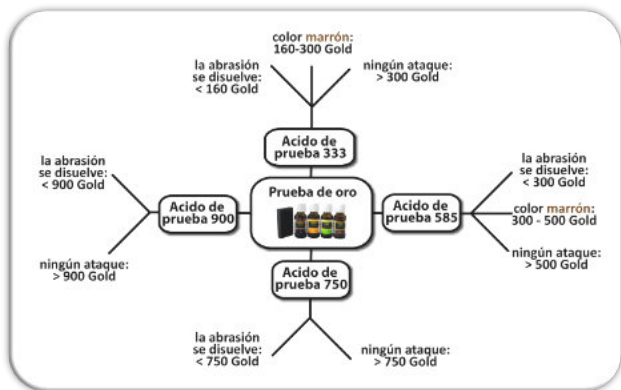 color marrón:
160-300 Gold
la abrasión
se disuelve:
< 160 Gold
ningún ataque:
> 300 Gold
Acido de
prueba 333
la abrasión
se disuelve:
< 900 Gold
Acido de
prueba 900
ningún ataque:
> 900 Gold
Prueba de oro
Acido de
prueba 585
la abrasión
se disuelve:
< 300 Gold
color marrón:
300 - 500 Gold
ningún ataque:
> 500 Gold
Acido de
prueba 750
la abrasión
se disuelve:
< 750 Gold
ningún ataque:
> 750 Gold